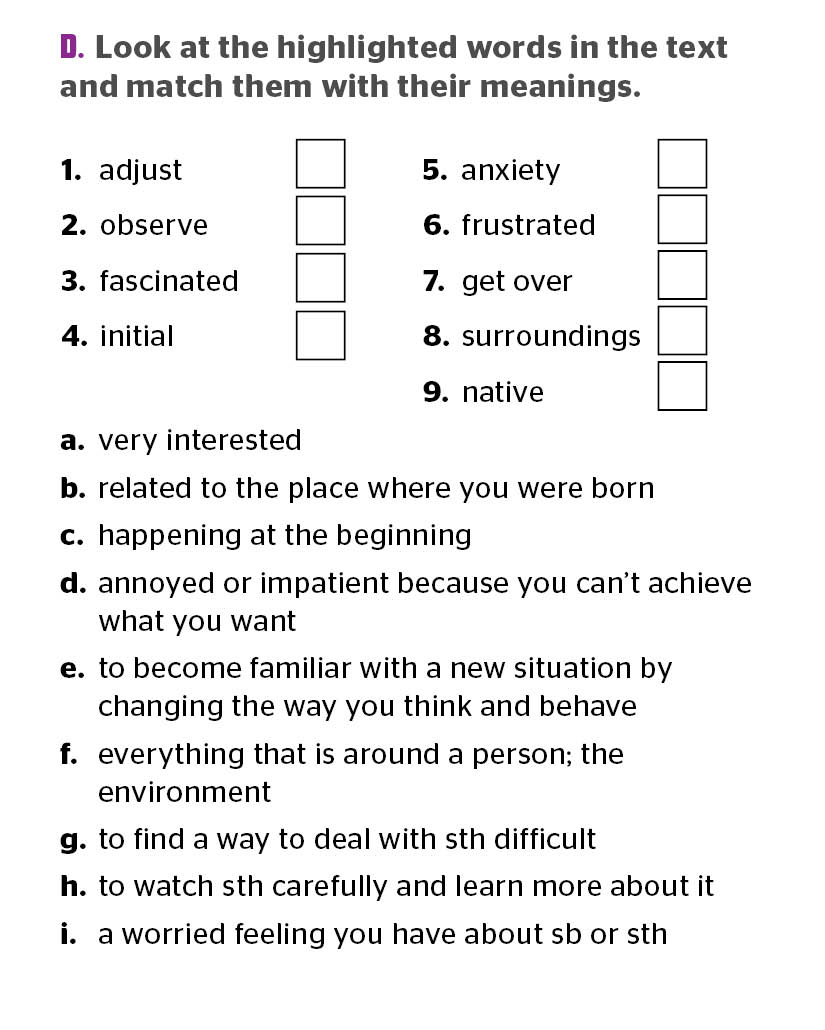 D. Look at the highlighted words in the text
and match them with their meanings.
1. adjust
2. observe
3. fascinated
4. initial
5. anxiety
6. frustrated
7. get over
8. surroundings
9. native
a. very interested
b. related to the place where you were born
c. happening at the beginning
d. annoyed or impatient because you can’t achieve
what you want
e. to become familiar with a new situation by
changing the way you think and behave
f. everything that is around a person; the
environment
g. to find a way to deal with sth difficult
h. to watch sth carefully and learn more about it
i. a worried feeling you have about sb or sth